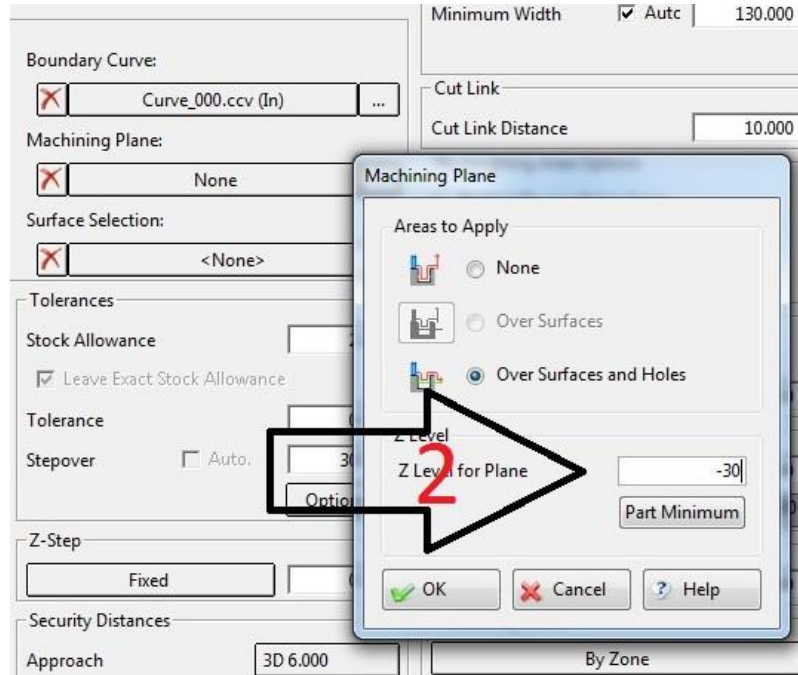 Minimum Width
Autc
130.000
Boundary Curve:
Curve_000.ccv (In)
...
Cut Link
Cut Link Distance
10.000
Machining Plane:
None
Surface Selection:
<None>
Tolerances
Stock Allowance
Leave Exact Stock Allowance
Tolerance
Stepover
Auto.
30
Option
Z-Step
Fixed
Security Distances
Approach
3D 6.000
Machining Plane
Areas to Apply
None
Over Surfaces
Over Surfaces and Holes
Z Level
Z Level for Plane
-30
2
Part Minimum
OK
Cancel
? Help
By Zone